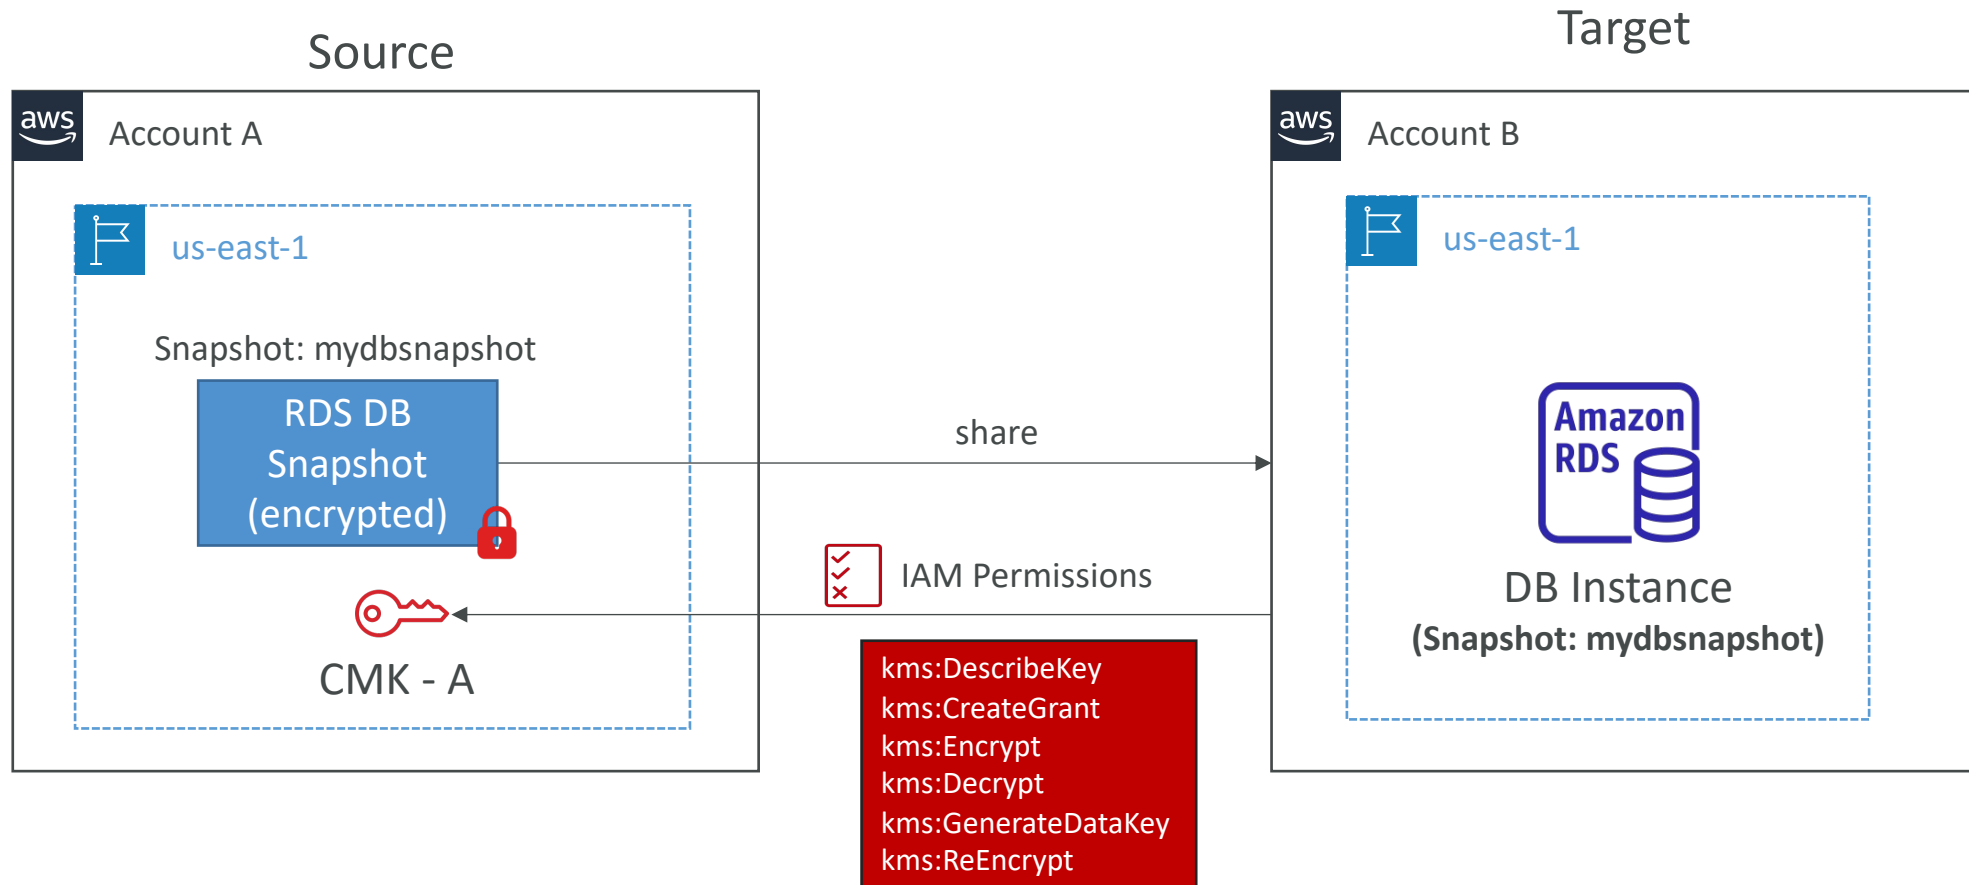 Source
Target
aws
Account A
aws
Account B
us-east-1
us-east-1
Snapshot: mydbsnapshot
RDS DB
Snapshot
(encrypted)
share
Amazon
RDS
IAM Permissions
DB Instance
(Snapshot: mydbsnapshot)
CMK - A
kms:DescribeKey
kms:CreateGrant
kms:Encrypt
kms:Decrypt
kms:GenerateDataKey
kms:ReEncrypt